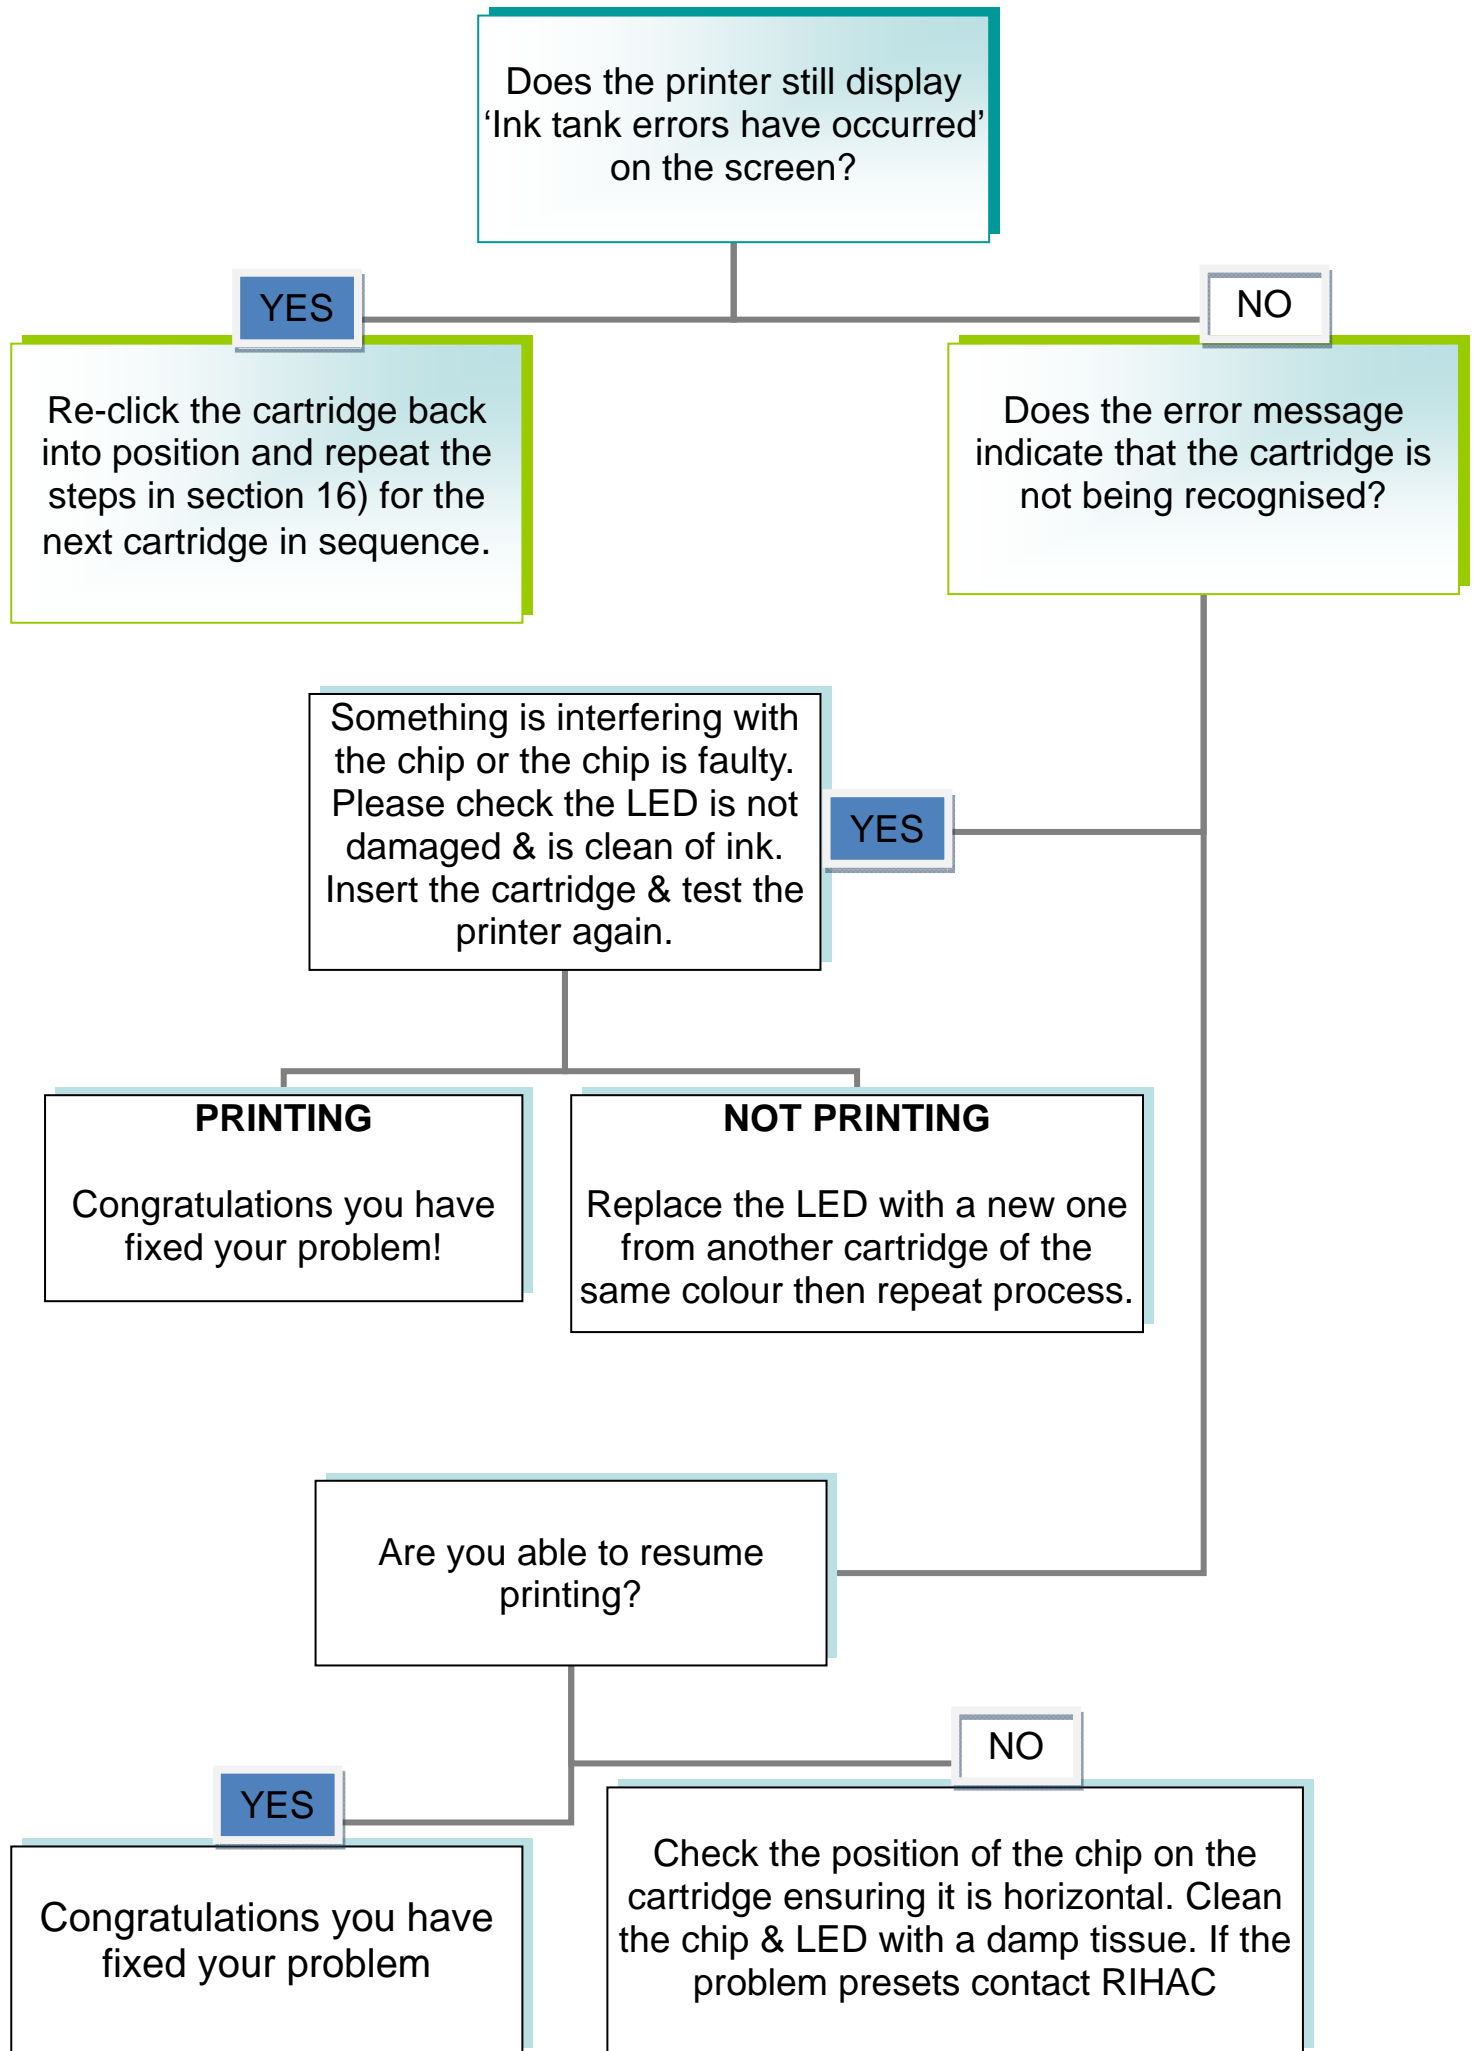 Does the printer still display
‘Ink tank errors have occurred’
on the screen?
YES
NO
Re-click the cartridge back
into position and repeat the
steps in section 16) for the
next cartridge in sequence.
Does the error message
indicate that the cartridge is
not being recognised?
Something is interfering with
the chip or the chip is faulty.
Please check the LED is not
damaged & is clean of ink.
Insert the cartridge & test the
printer again.
YES
PRINTING
Congratulations you have
fixed your problem!
NOT PRINTING
Replace the LED with a new one
from another cartridge of the
same colour then repeat process.
Are you able to resume
printing?
YES
NO
Congratulations you have
fixed your problem
Check the position of the chip on the
cartridge ensuring it is horizontal. Clean
the chip & LED with a damp tissue. If the
problem presets contact RIHAC